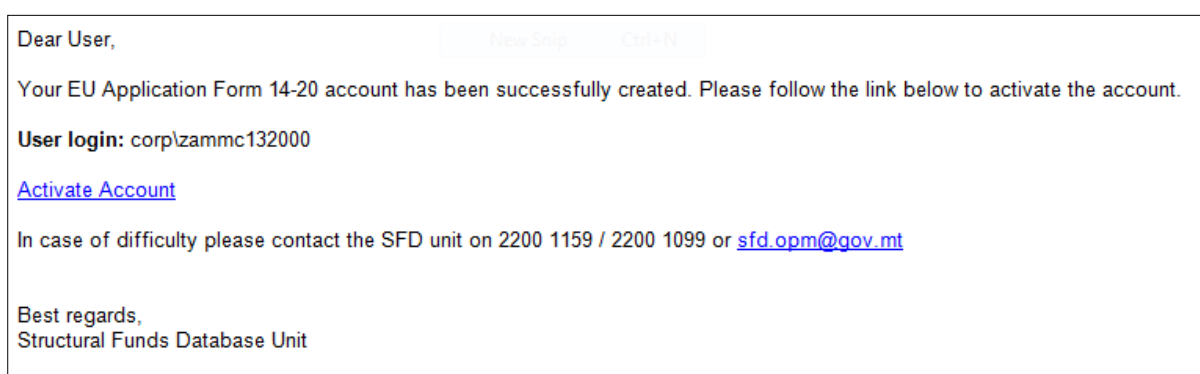 Dear User,
New Snip Ctrl+N
Your EU Application Form 14-20 account has been successfully created. Please follow the link below to activate the account.
User login: corp\zammc132000
Activate Account
In case of difficulty please contact the SFD unit on 2200 1159 / 2200 1099 or sfd.opm@gov.mt
Best regards,
Structural Funds Database Unit